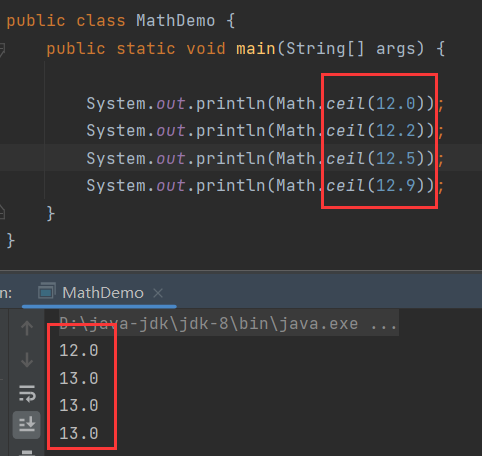 public class MathDemo {
public static void main(String[] args) {
System.out.println(Math.ceil(12.0));
System.out.println(Math.ceil(12.2));
System.out.println(Math.ceil(12.5));
System.out.println(Math.ceil(12.9));
}
}
n: MathDemo ×
D:\java-jdk\jdk-8\bin\java.exe ...
12.0
13.0
13.0
13.0